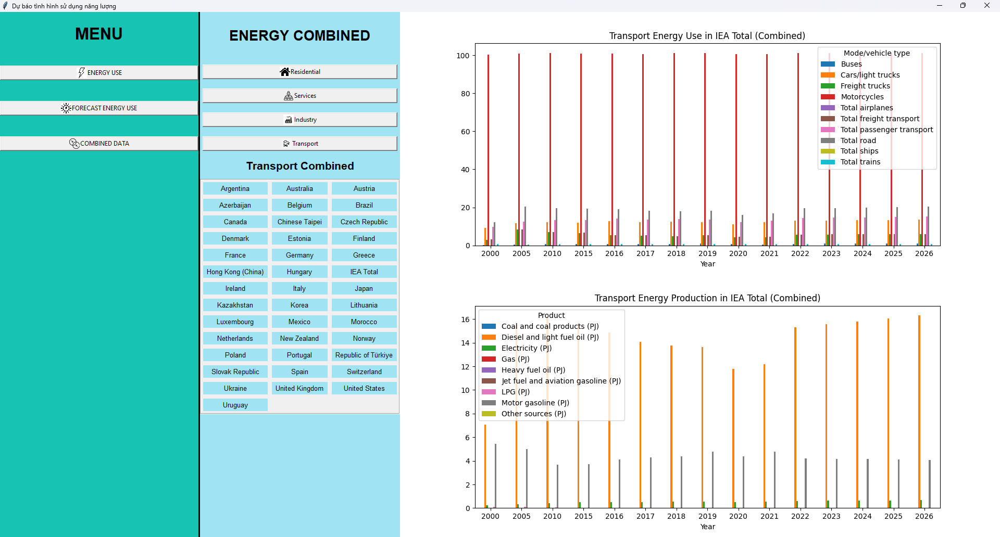 Dự báo tình hình sử dụng năng lượng
MENU
ENERGY USE
FORECAST ENERGY USE
COMBINED DATA
ENERGY COMBINED
Residential
Services
Industry
Transport
Transport Combined
Argentina Australia Austria
Azerbaijan Belgium Brazil
Canada Chinese Taipei Czech Republic
Denmark Estonia Finland
France Germany Greece
Hong Kong (China) Hungary IEA Total
Ireland Italy Japan
Kazakhstan Korea Lithuania
Luxembourg Mexico Morocco
Netherlands New Zealand Norway
Poland Portugal Republic of Türkiye
Slovak Republic Spain Switzerland
Ukraine United Kingdom United States
Uruguay
Transport Energy Use in IEA Total (Combined)
100
80
60
40
20
0
Mode/vehicle type
Buses
Cars/light trucks
Freight trucks
Motorcycles
Total airplanes
Total freight transport
Total passenger transport
Total road
Total ships
Total trains
2000 2005 2010 2015 2016 2017 2018 2019 2020 2021 2022 2023 2024 2025 2026
Year
Transport Energy Production in IEA Total (Combined)
16
14
12
10
8
6
4
2
0
Product
Coal and coal products (PJ)
Diesel and light fuel oil (PJ)
Electricity (PJ)
Gas (PJ)
Heavy fuel oil (PJ)
Jet fuel and aviation gasoline (PJ)
LPG (PJ)
Motor gasoline (PJ)
Other sources (PJ)
2000 2005 2010 2015 2016 2017 2018 2019 2020 2021 2022 2023 2024 2025 2026
Year